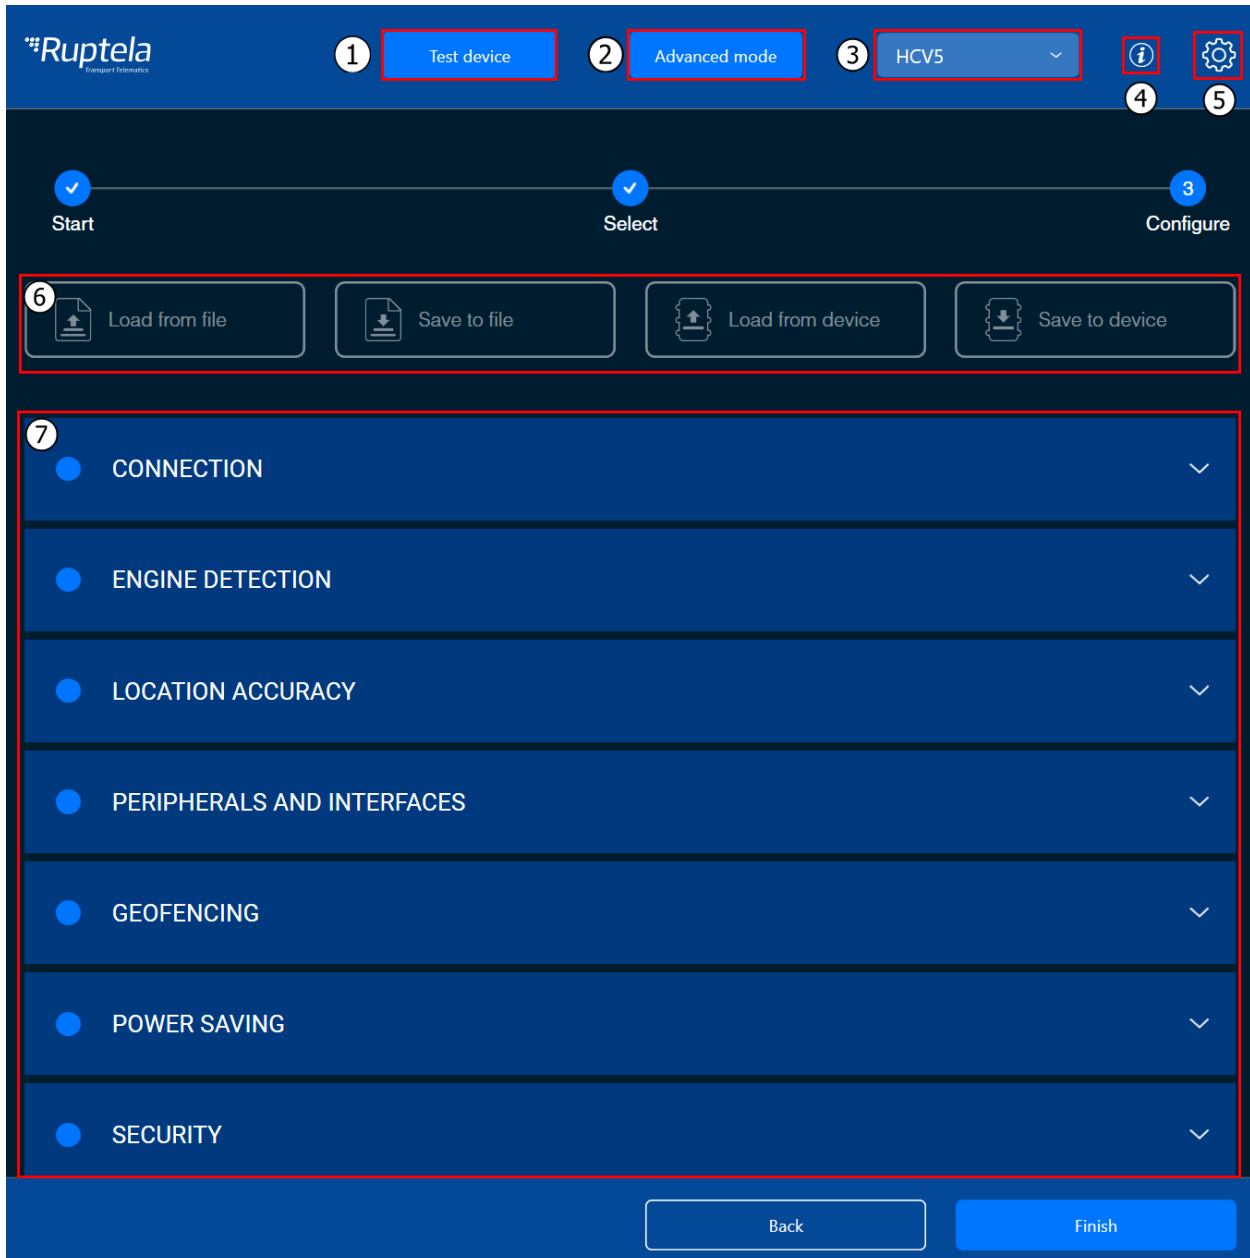 Ruptela
Transport Telematics
1 Test device 2 Advanced mode 3 HCV5
4 5
3
Start Select Configure
6
Load from file Save to file Load from device Save to device
7
CONNECTION
ENGINE DETECTION
LOCATION ACCURACY
PERIPHERALS AND INTERFACES
GEOFENCING
POWER SAVING
SECURITY
Back Finish